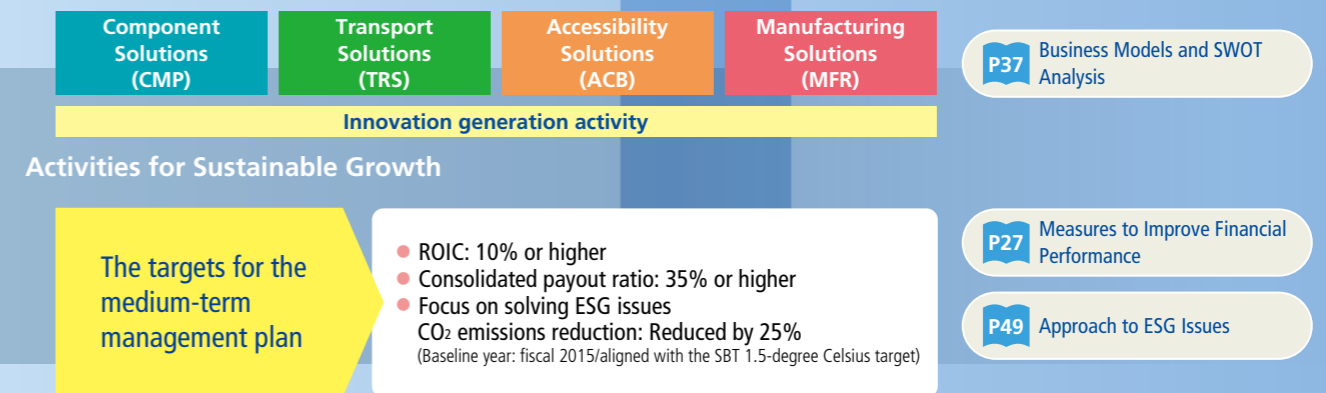 Component
Solutions
(CMP)
Transport
Solutions
(TRS)
Accessibility
Solutions
(ACB)
Manufacturing
Solutions
(MFR)
P37
Business Models and SWOT
Analysis
Innovation generation activity
Activities for Sustainable Growth
The targets for the
medium-term
management plan
● ROIC: 10% or higher
● Consolidated payout ratio: 35% or higher
● Focus on solving ESG issues
CO2 emissions reduction: Reduced by 25%
(Baseline year: fiscal 2015/aligned with the SBT 1.5-degree Celsius target)
P27
Measures to Improve Financial
Performance
P49
Approach to ESG Issues